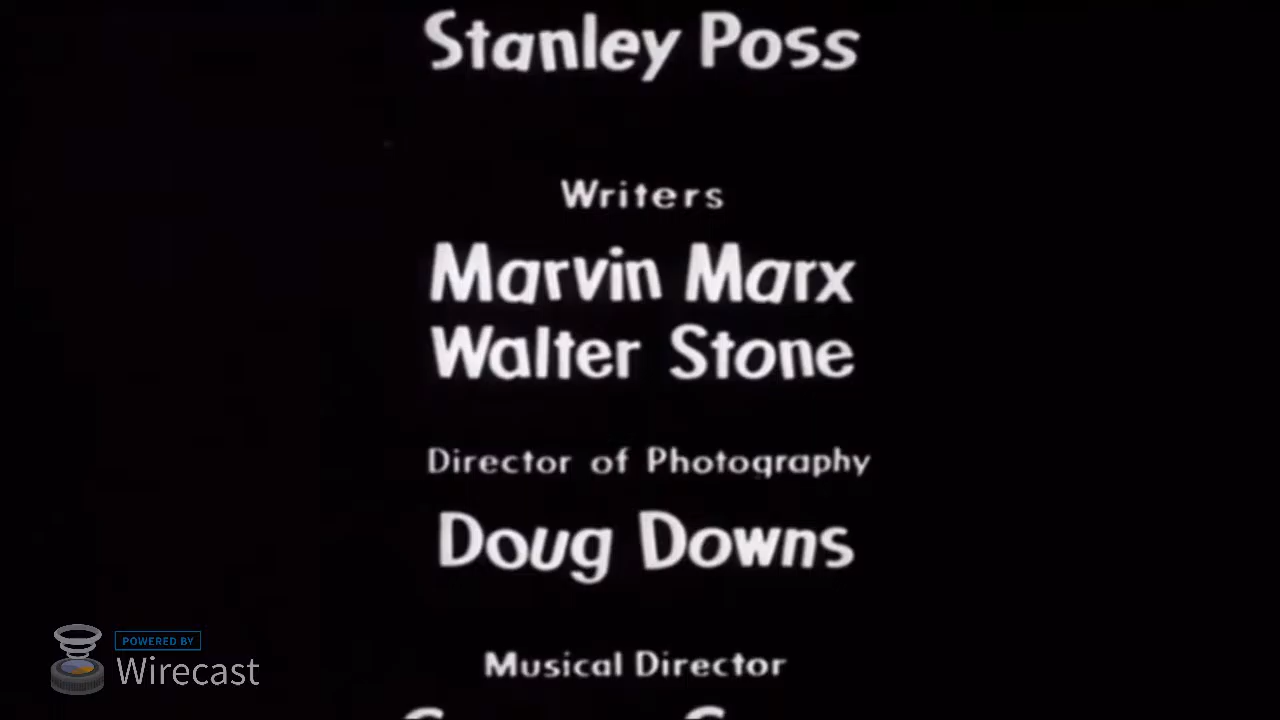 Stanley Poss
Writers
Marvin Marx
Walter Stone
Director of Photography
Doug Downs
Musical Director
POWERED BY
Wirecast